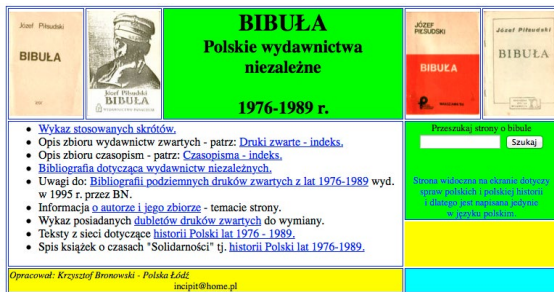 Józef Piłsudski
BIBUŁA
Józef Piłsudski
BIBUŁA
BIBUŁA
Polskie wydawnictwa
niezależne
1976-1989 r.
JÓZEF
PIŁSUDSKI
BIBUŁA
Józef Piłsudski
BIBUŁA
Wykaz stosowanych skrótów.
Opis zbioru wydawnictw zwartych - patrz: Druki zwarte - indeks.
Opis zbioru czasopism - patrz: Czasopisma - indeks.
Bibliografia dotycząca wydawnictw niezależnych.
Uwagi do: Bibliografii podziemnych druków zwartych z lat 1976-1989 wyd.
w 1995 r. przez BN.
Informacja o autorze i jego zbiorze - temacie strony.
Wykaz posiadanych dubletów druków zwartych do wymiany.
Teksty z sieci dotyczące historii Polski lat 1976 - 1989.
Spis książek o czasach "Solidarności" tj. historii Polski lat 1976-1989.
Przeszukaj strony o bibule
Szukaj
Strona widoczna na ekranie dotyczy
spraw polskich i polskiej historii
i dlatego jest napisana jedynie
w języku polskim.
Opracował: Krzysztof Bronowski - Polska Łódź
incipit@home.pl